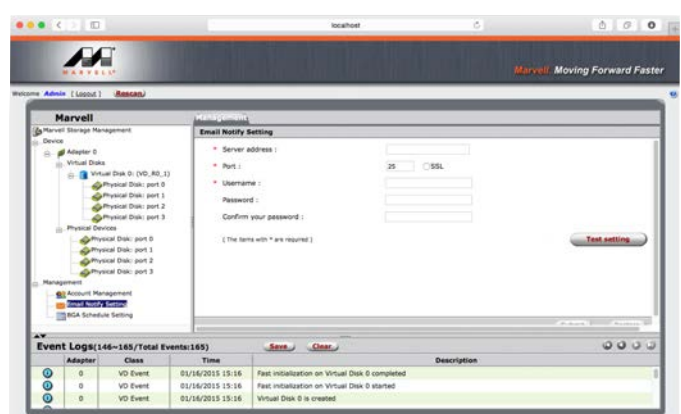 localhost
MARVELL
Marvell. Moving Forward Faster
Welcome Admin [ Logout ] Rescan
Marvell
Marvell Storage Management
Device
Adapter 0
Virtual Disks
Virtual Disk 0: (VD_R0_1)
Physical Disk: port 0
Physical Disk: port 1
Physical Disk: port 2
Physical Disk: port 3
Physical Devices
Physical Disk: port 0
Physical Disk: port 1
Physical Disk: port 2
Physical Disk: port 3
Management
Account Management
Email Notify Setting
BGA Schedule Setting
Management
Email Notify Setting
* Server address :
* Port : 25 SSL
* Username :
Password :
Confirm your password :
( The items with * are required )
Test setting
Event Logs(146~165/Total Events:165) Save Clear
Adapter Class Time Description
0 VD Event 01/16/2015 15:16 Fast initialization on Virtual Disk 0 completed
0 VD Event 01/16/2015 15:16 Fast initialization on Virtual Disk 0 started
0 VD Event 01/16/2015 15:16 Virtual Disk 0 is created